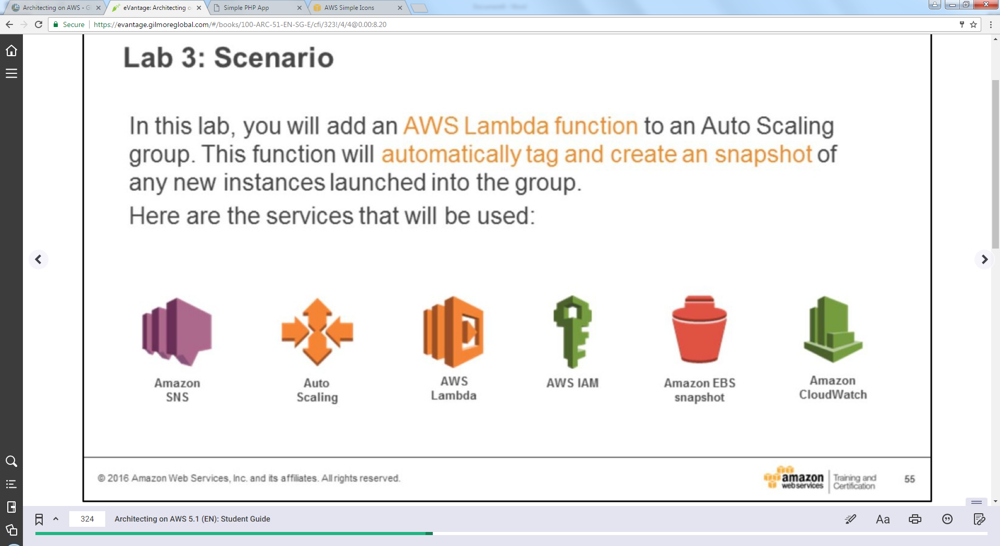 Architecting on AWS - G
eVantage: Architecting o
Simple PHP App
AWS Simple Icons
Secure
https://evantage.gilmoreglobal.com/#/books/100-ARC-51-EN-SG-E/cfi/323!/4/4@0.00:8.20
Lab 3: Scenario
In this lab, you will add an AWS Lambda function to an Auto Scaling
group. This function will automatically tag and create an snapshot of
any new instances launched into the group.
Here are the services that will be used:
Amazon
SNS
Auto
Scaling
AWS
Lambda
AWS IAM
Amazon EBS
snapshot
Amazon
CloudWatch
© 2016 Amazon Web Services, Inc. and its affiliates. All rights reserved.
amazon
web services
Training and
Certification
55
324
Architecting on AWS 5.1 (EN): Student Guide
Aa